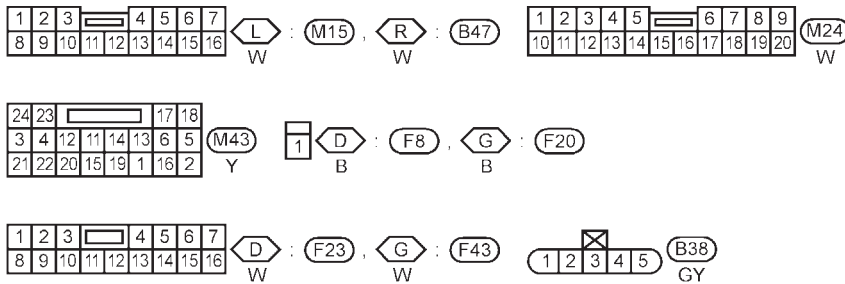 1 2 3 4 5 6 7 L : M15 , R : B47 1 2 3 4 5 6 7 8 9 M24
8 9 10 11 12 13 14 15 16 W W 10 11 12 13 14 15 16 17 18 19 20 W
24 23 17 18
3 4 12 11 14 13 6 5 M43 1 D : F8 , G : F20
21 22 20 15 19 1 16 2 Y B B
1 2 3 4 5 6 7 D : F23 , G : F43 B38
8 9 10 11 12 13 14 15 16 W W 1 2 3 4 5 GY